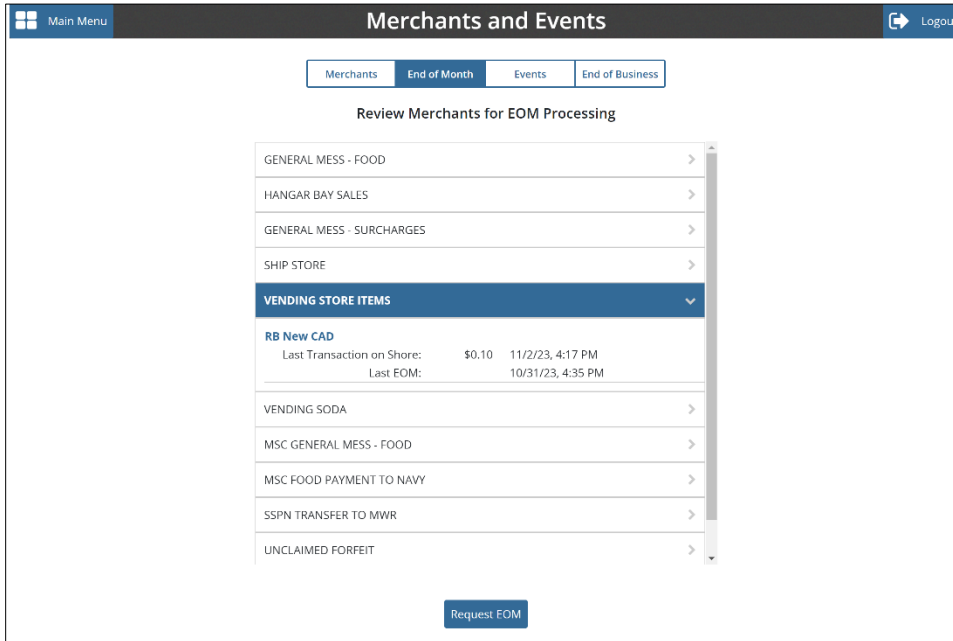 Main Menu
Merchants and Events
Logou
Merchants
End of Month
Events
End of Business
Review Merchants for EOM Processing
GENERAL MESS - FOOD
HANGAR BAY SALES
GENERAL MESS - SURCHARGES
SHIP STORE
VENDING STORE ITEMS
RB New CAD
Last Transaction on Shore: $0.10 11/2/23, 4:17 PM
Last EOM: 10/31/23, 4:35 PM
VENDING SODA
MSC GENERAL MESS - FOOD
MSC FOOD PAYMENT TO NAVY
SSPN TRANSFER TO MWR
UNCLAIMED FORFEIT
Request EOM